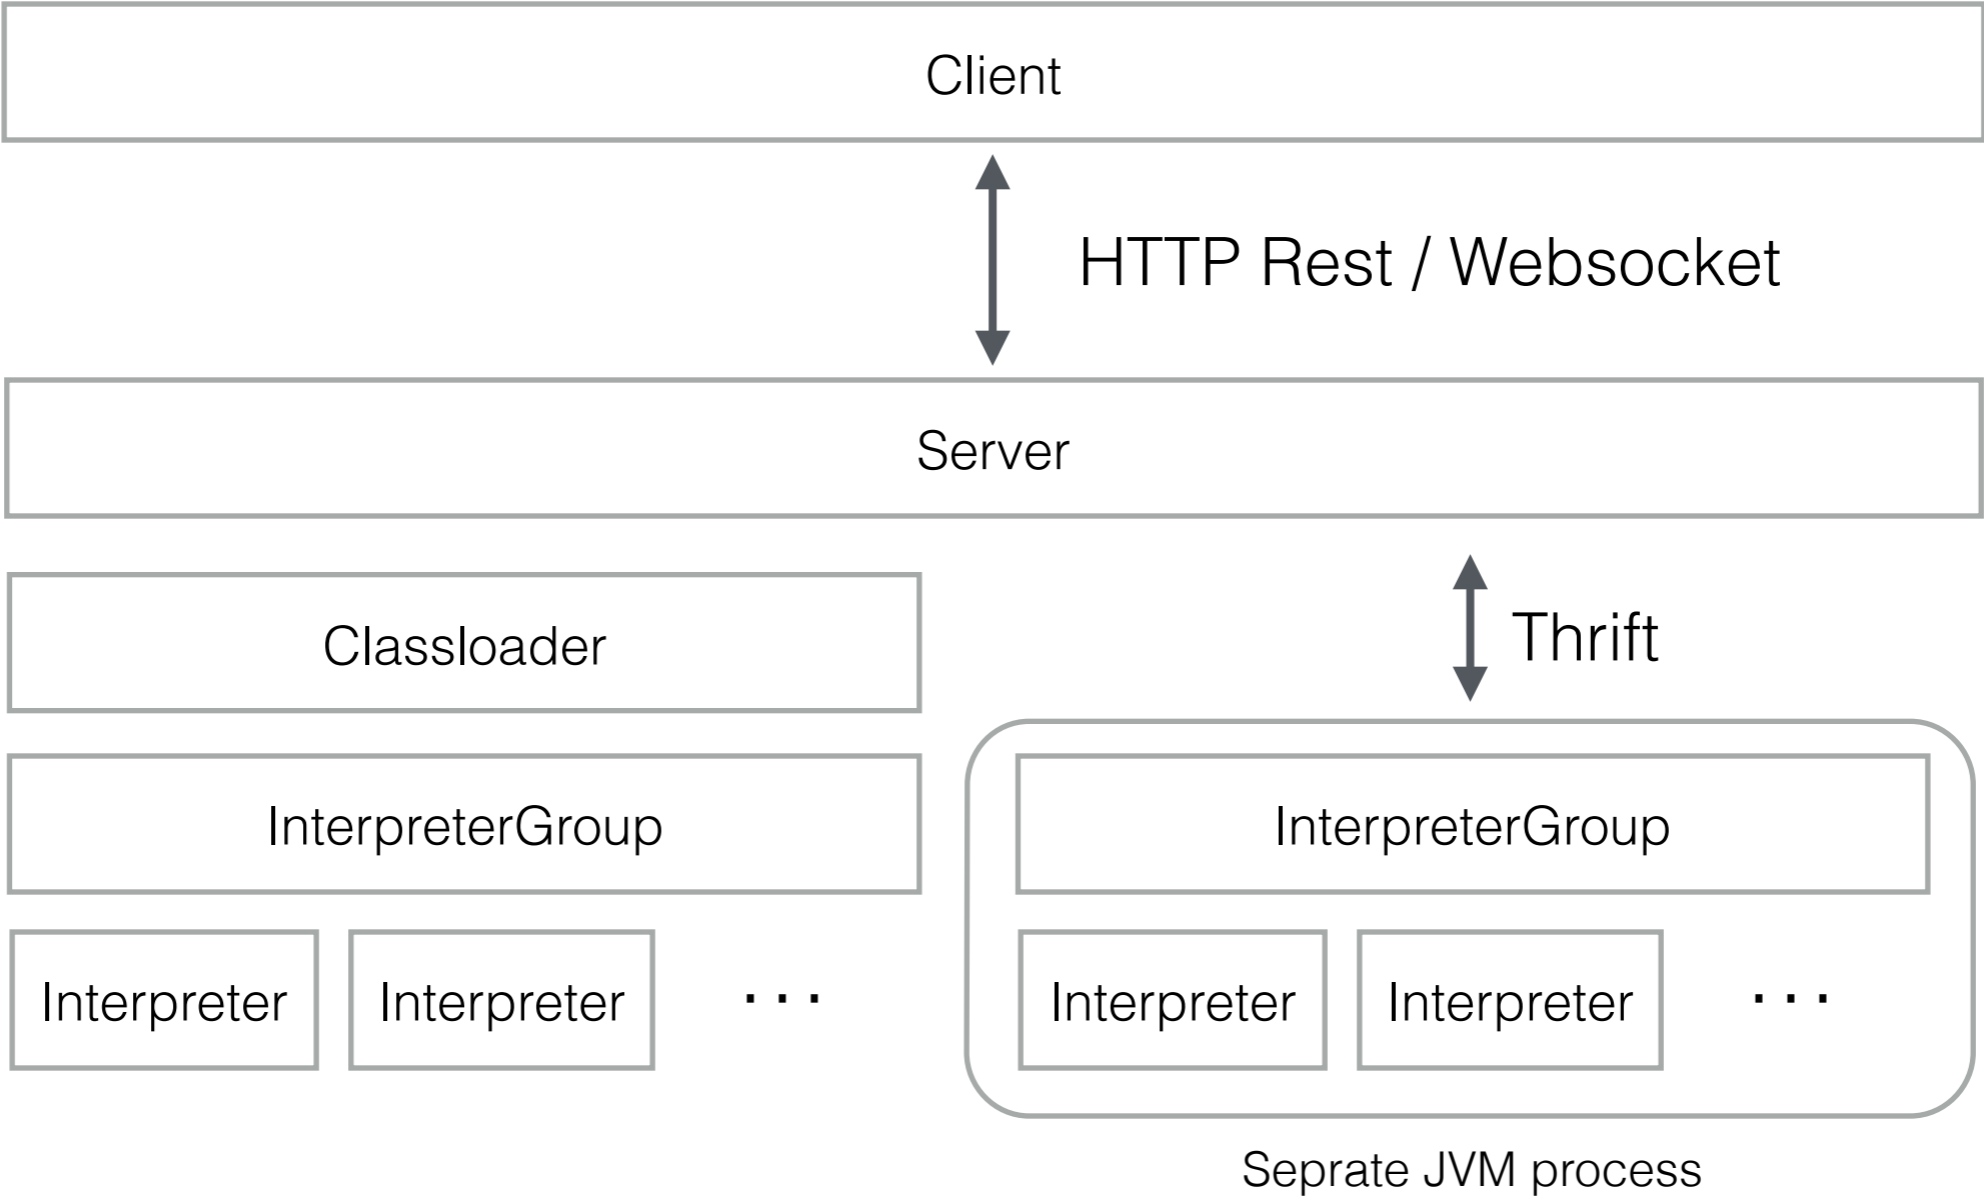 Client
HTTP Rest / Websocket
Server
Classloader
Thrift
InterpreterGroup
InterpreterGroup
Interpreter
Interpreter
...
Interpreter
Interpreter
...
Seprate JVM process